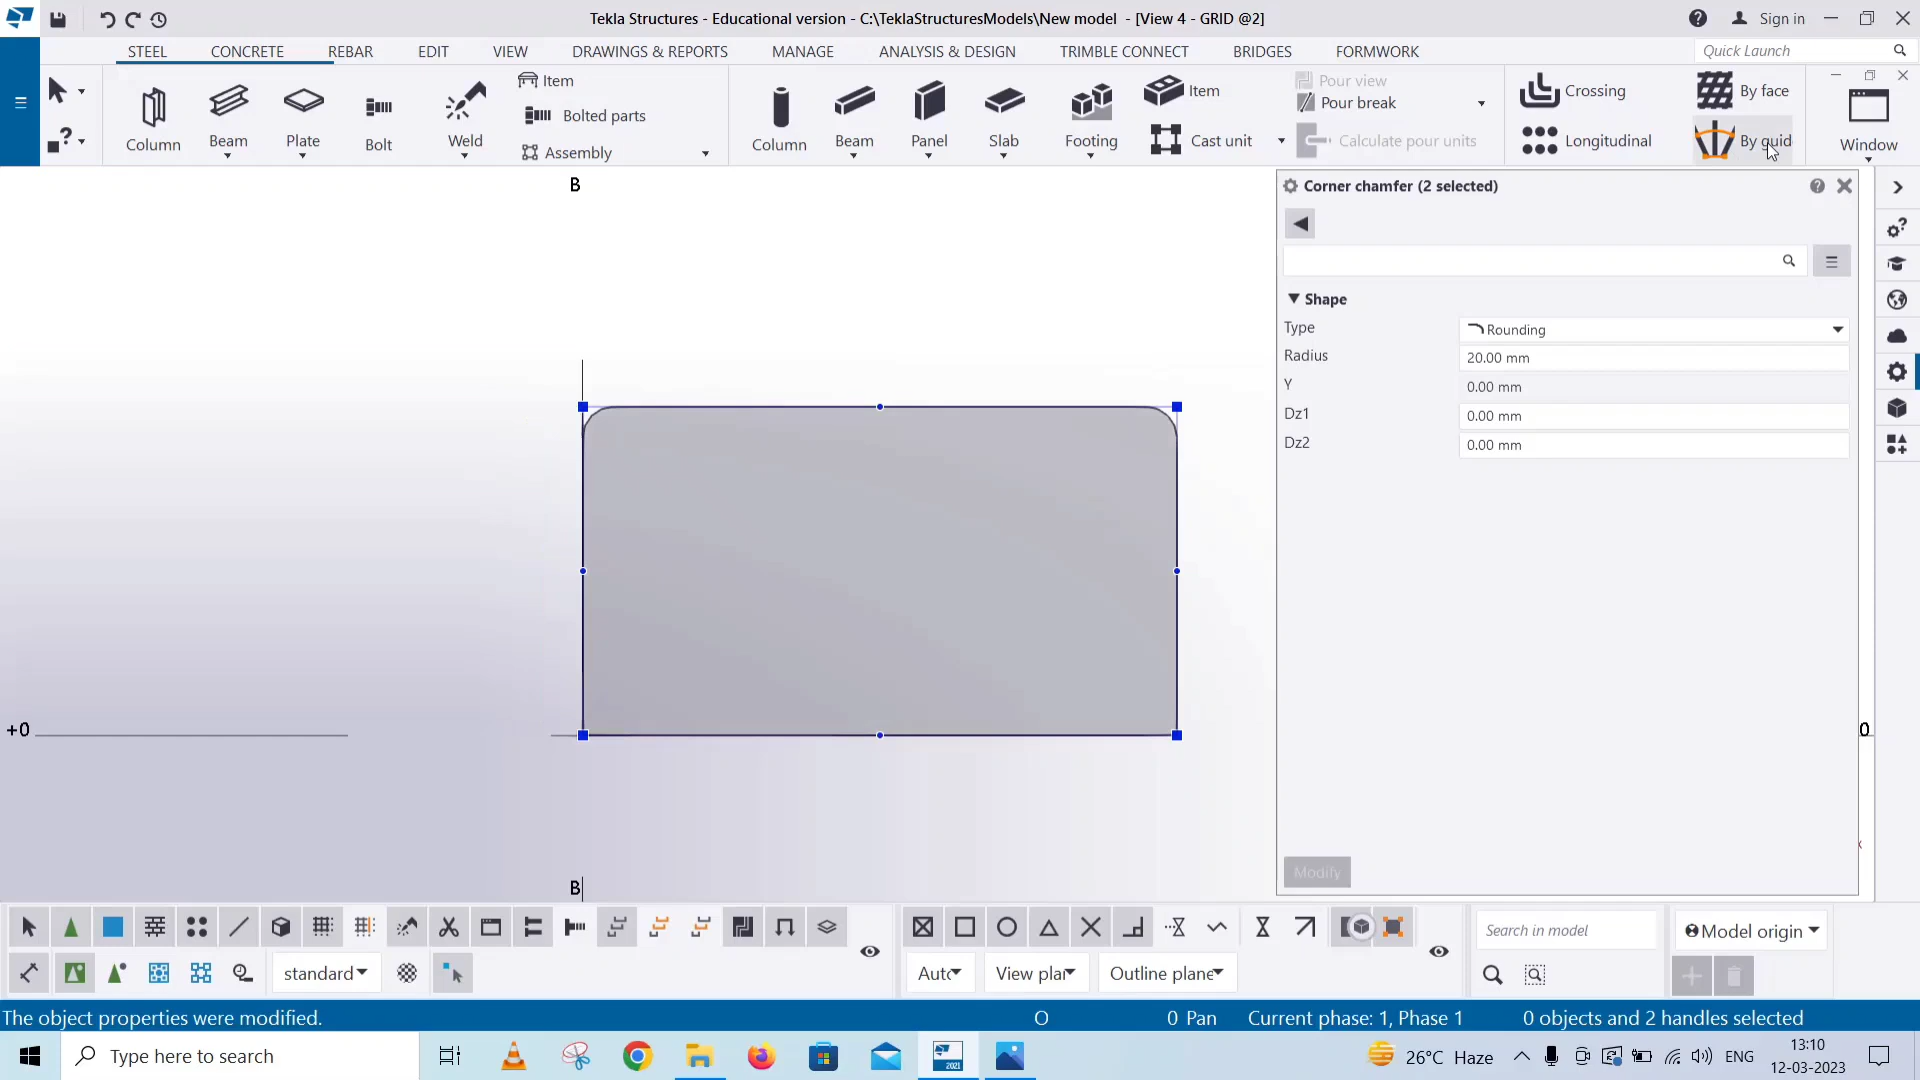 Tekla Structures - Educational version - C:\TeklaStructuresModels\New model - [View 4 - GRID @2]
Sign in
STEEL CONCRETE REBAR EDIT VIEW DRAWINGS & REPORTS MANAGE ANALYSIS & DESIGN TRIMBLE CONNECT BRIDGES FORMWORK Quick Launch
Column Beam Plate Bolt Weld
Item
Bolted parts
Assembly
Column Beam Panel Slab Footing
Item
Cast unit
Pour view
Pour break
Calculate pour units
Crossing
Longitudinal
By face
By guid
Window
B
Corner chamfer (2 selected)
Shape
Type Rounding
Radius 20.00 mm
Y 0.00 mm
Dz1 0.00 mm
Dz2 0.00 mm
+0
0
Modify
B
Search in model
Model origin
standard
Auto
View plan
Outline plane
The object properties were modified.
O
0 Pan
Current phase: 1, Phase 1
0 objects and 2 handles selected
Type here to search
2021
26°C Haze
ENG
13:10
12-03-2023